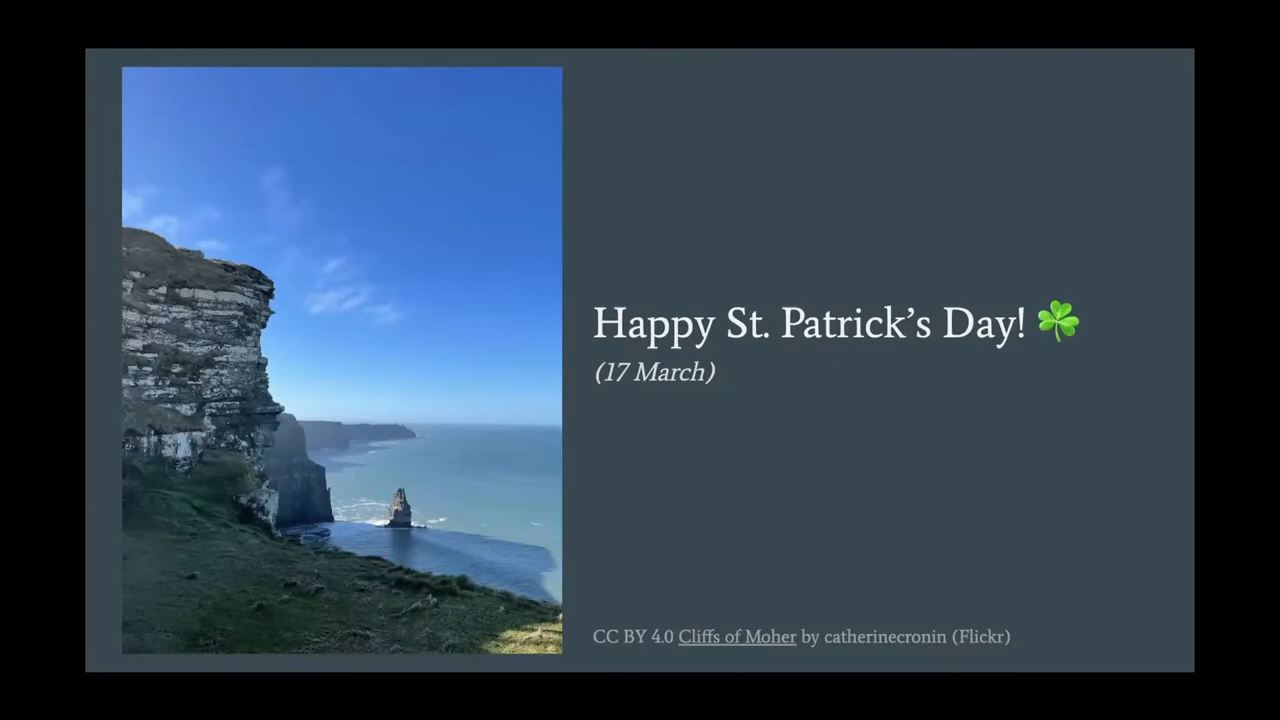 Happy St. Patrick’s Day! ☘️
(17 March)
CC BY 4.0 Cliffs of Moher by catherinecronin (Flickr)